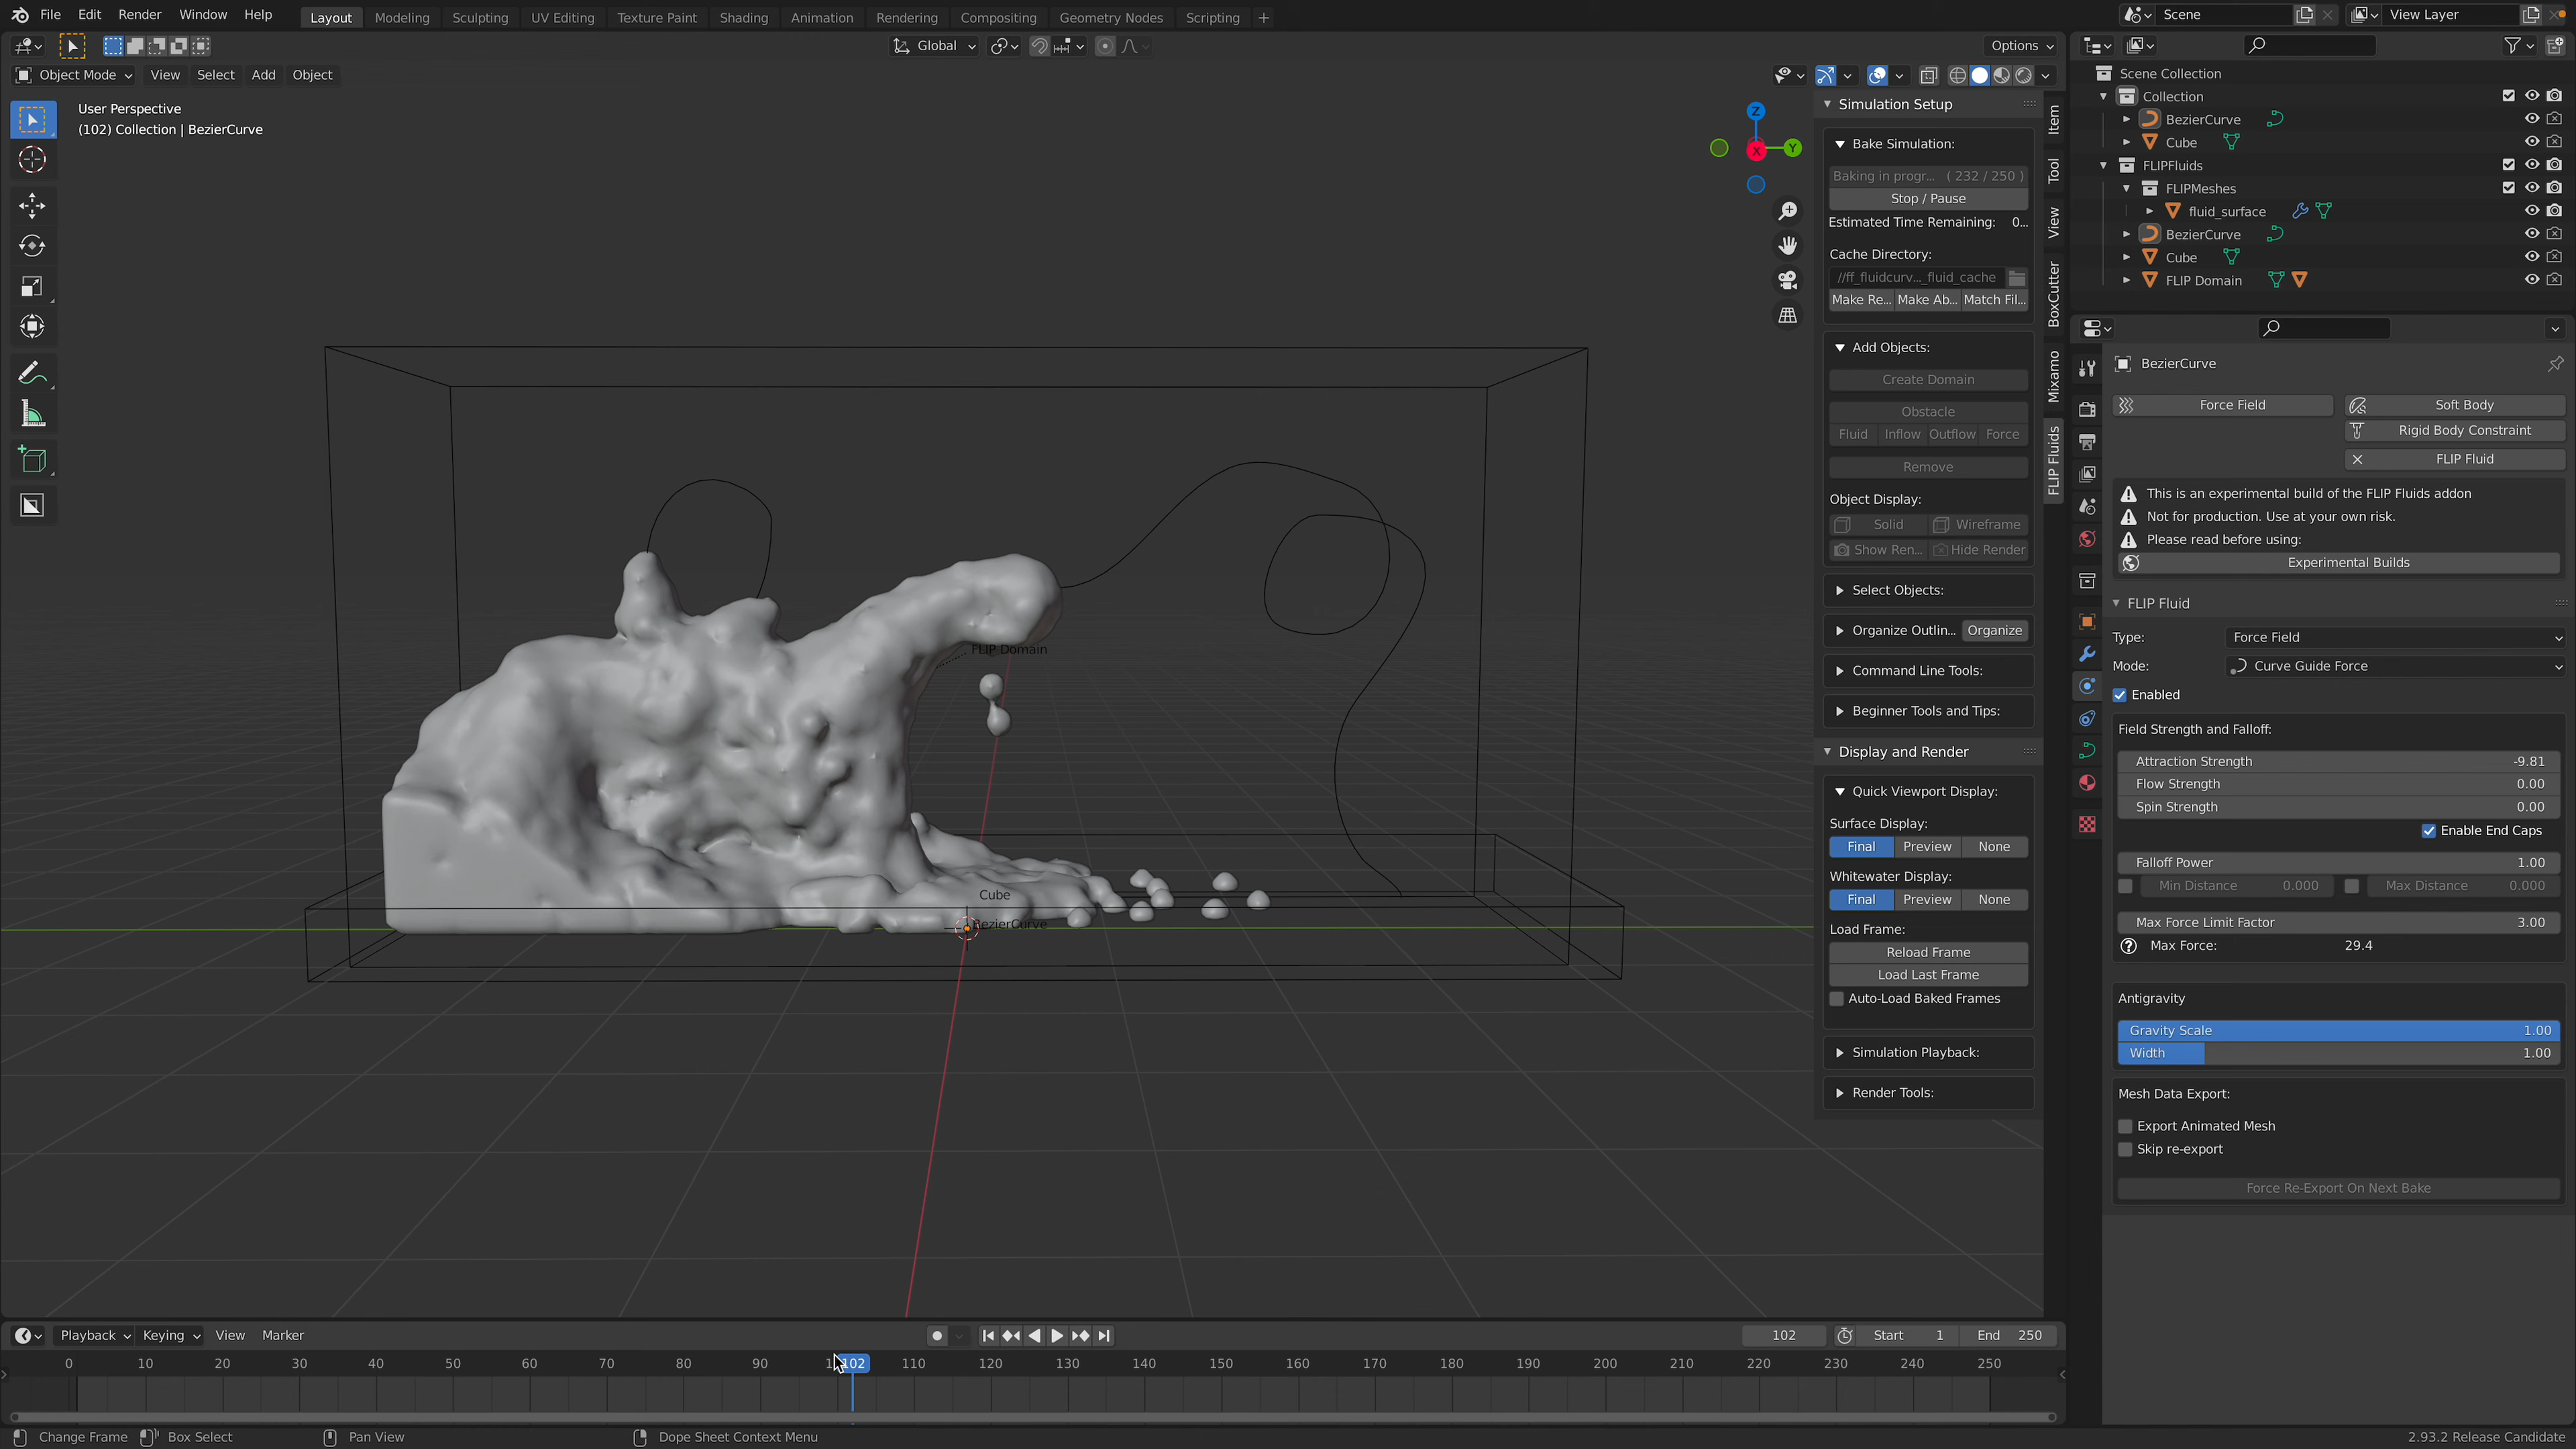 File Edit Render Window Help Layout Modeling Sculpting UV Editing Texture Paint Shading Animation Rendering Compositing Geometry Nodes Scripting + Scene View Layer
Global Options
Object Mode View Select Add Object
User Perspective
(102) Collection | BezierCurve
Z
X
Y
FLIP Domain
Cube
BezierCurve
Simulation Setup
Bake Simulation:
Baking in progr... ( 232 / 250 )
Stop / Pause
Estimated Time Remaining: 0...
Cache Directory:
//ff_fluidcurv..._fluid_cache
Make Re... Make Ab... Match Fil...
Add Objects:
Create Domain
Obstacle
Fluid Inflow Outflow Force
Remove
Object Display:
Solid Wireframe
Show Ren... Hide Render
Select Objects:
Organize Outlin... Organize
Command Line Tools:
Beginner Tools and Tips:
Display and Render
Quick Viewport Display:
Surface Display:
Final Preview None
Whitewater Display:
Final Preview None
Load Frame:
Reload Frame
Load Last Frame
Auto-Load Baked Frames
Simulation Playback:
Render Tools:
Item
Tool
View
BoxCutter
Mixamo
FLIP Fluids
Scene Collection
Collection
BezierCurve
Cube
FLIPFluids
FLIPMeshes
fluid_surface
BezierCurve
Cube
FLIP Domain
BezierCurve
Force Field Soft Body
Rigid Body Constraint
FLIP Fluid
This is an experimental build of the FLIP Fluids addon
Not for production. Use at your own risk.
Please read before using:
Experimental Builds
FLIP Fluid
Type: Force Field
Mode: Curve Guide Force
Enabled
Field Strength and Falloff:
Attraction Strength -9.81
Flow Strength 0.00
Spin Strength 0.00
Enable End Caps
Falloff Power 1.00
Min Distance 0.000 Max Distance 0.000
Max Force Limit Factor 3.00
Max Force: 29.4
Antigravity
Gravity Scale 1.00
Width 1.00
Mesh Data Export:
Export Animated Mesh
Skip re-export
Force Re-Export On Next Bake
Playback Keying View Marker 102 Start 1 End 250
0 10 20 30 40 50 60 70 80 90 102 110 120 130 140 150 160 170 180 190 200 210 220 230 240 250
Change Frame Box Select Pan View Dope Sheet Context Menu 2.93.2 Release Candidate